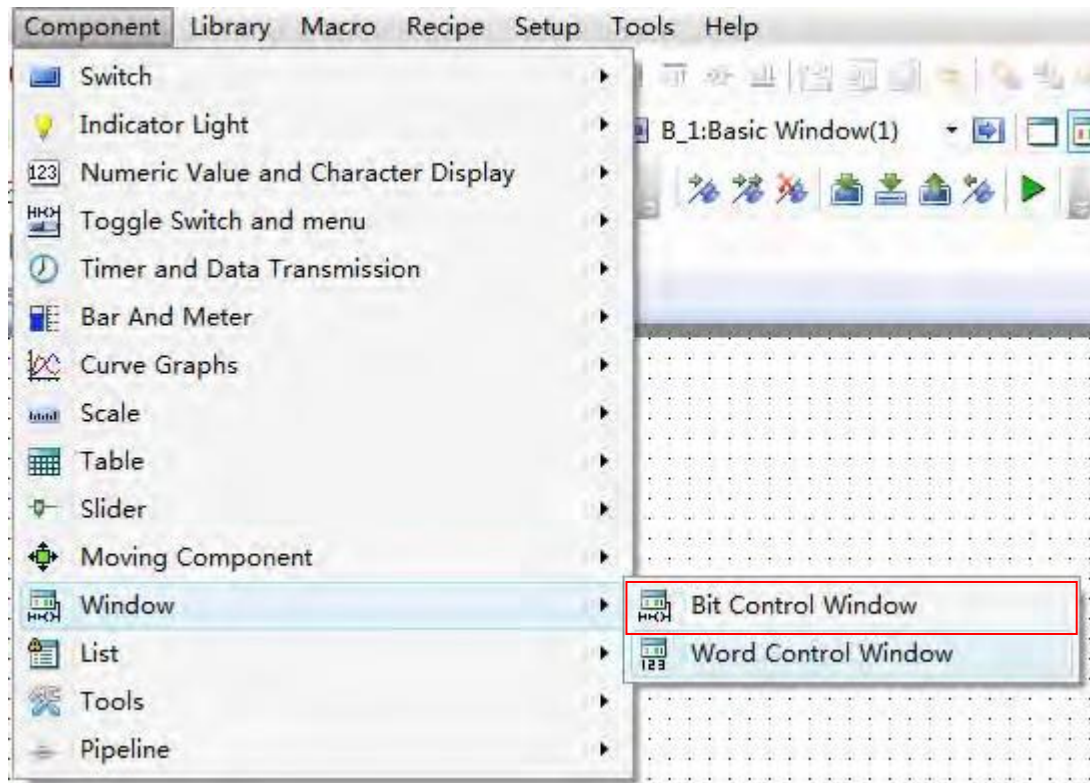 Component Library Macro Recipe Setup Tools Help
Switch
Indicator Light
B_1:Basic Window(1)
123 Numeric Value and Character Display
Toggle Switch and menu
Timer and Data Transmission
Bar And Meter
Curve Graphs
Scale
Table
Slider
Moving Component
Window
Bit Control Window
List
123 Word Control Window
Tools
Pipeline